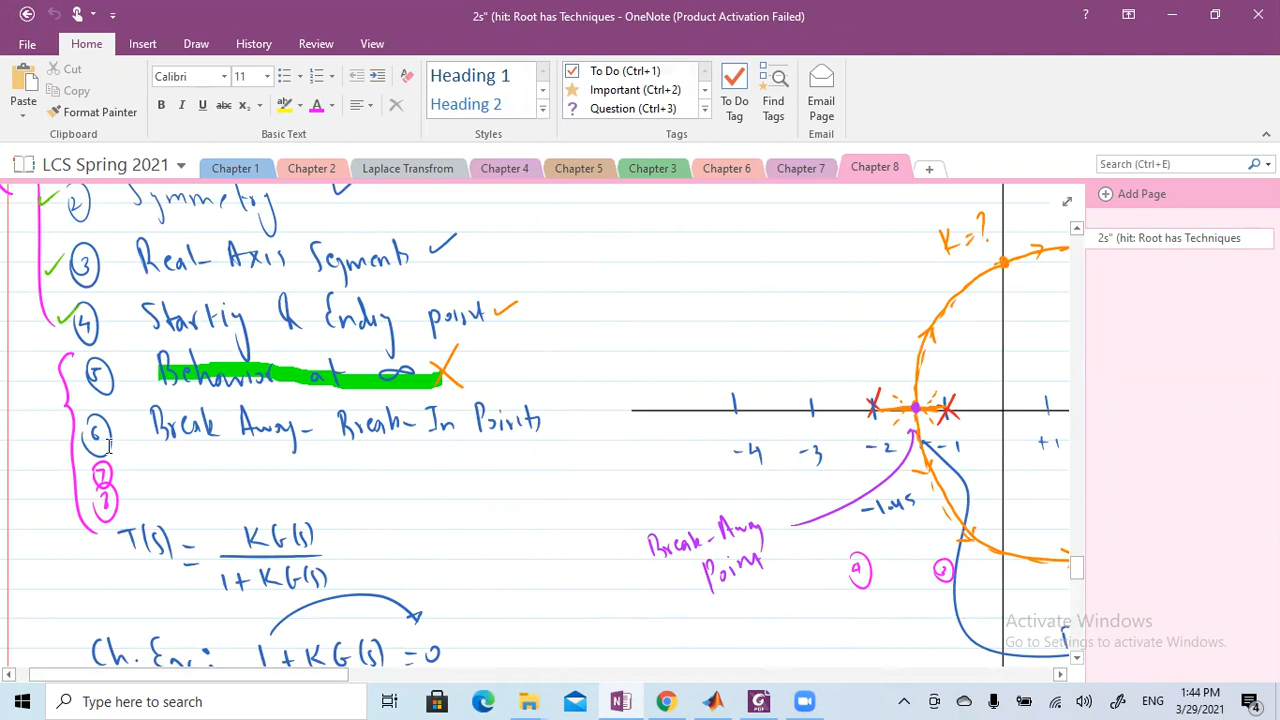 2s" (hit: Root has Techniques - OneNote (Product Activation Failed)
File Home Insert Draw History Review View
Paste
Cut
Copy
Format Painter
Clipboard
Calibri 11
B I U abc X₂ A
Basic Text
Heading 1
Heading 2
Styles
To Do (Ctrl+1)
Important (Ctrl+2)
Question (Ctrl+3)
To Do Tag
Find Tags
Tags
Email Page
Email
LCS Spring 2021
Chapter 1 Chapter 2 Laplace Transfrom Chapter 4 Chapter 5 Chapter 3 Chapter 6 Chapter 7 Chapter 8
Search (Ctrl+E)
Add Page
2s" (hit: Root has Techniques
② Symmetry ✓
③ Real-Axis Segments ✓
④ Starting & Ending point ✓
⑤ Behavior at ∞ X
⑥ Break Away- Break-In Points
T(s) = KG(s) / 1+KG(s)
Ch. Eqn: 1+KG(s) = 0
K=?
-4 -3 -2 -1 +1
-1.45
Break-Away
Point
Activate Windows
Go to Settings to activate Windows.
Type here to search
ENG
1:44 PM
3/29/2021
4